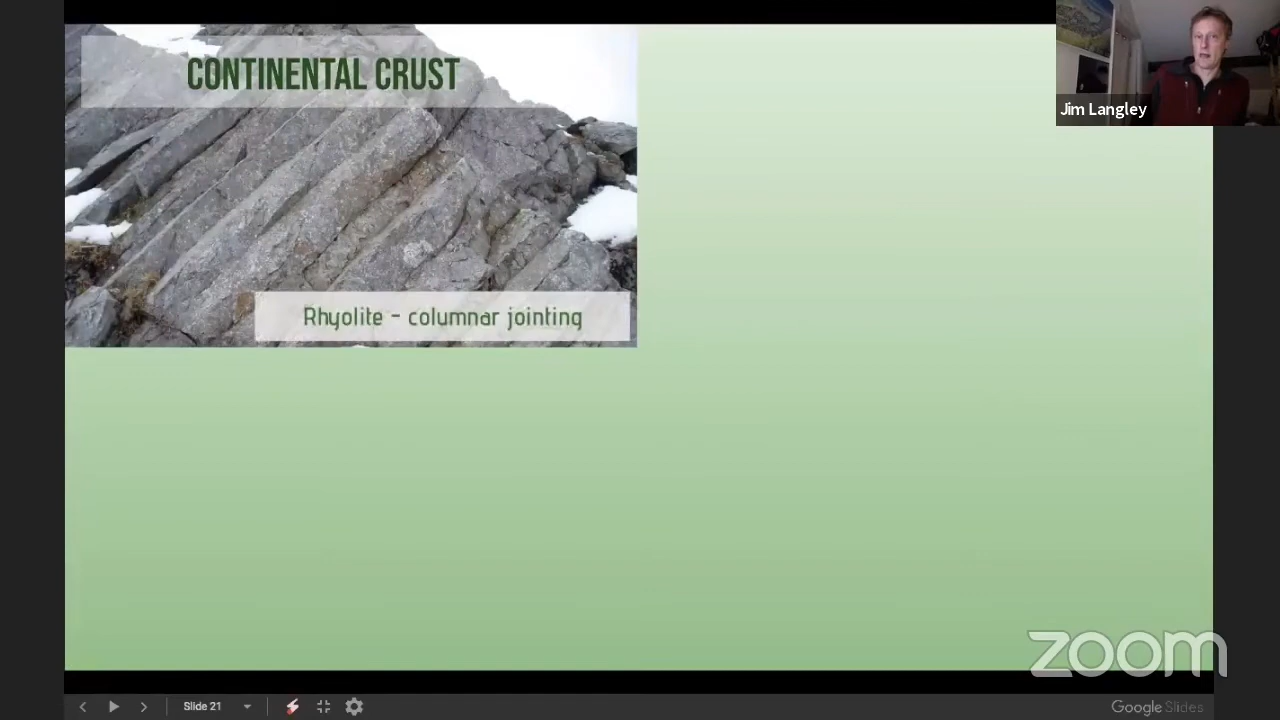 CONTINENTAL CRUST
Jim Langley
Rhyolite - columnar jointing
zoom
Slide 21
Google Slides